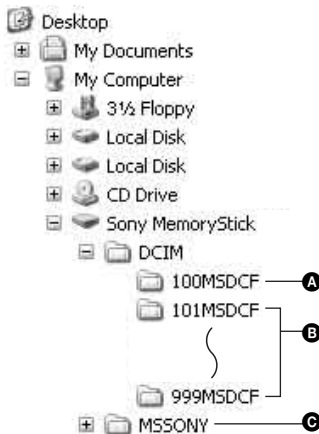 Desktop
My Documents
My Computer
3½ Floppy
Local Disk
Local Disk
CD Drive
Sony MemoryStick
DCIM
100MSDCF A
101MSDCF
B
999MSDCF
MSSONY C